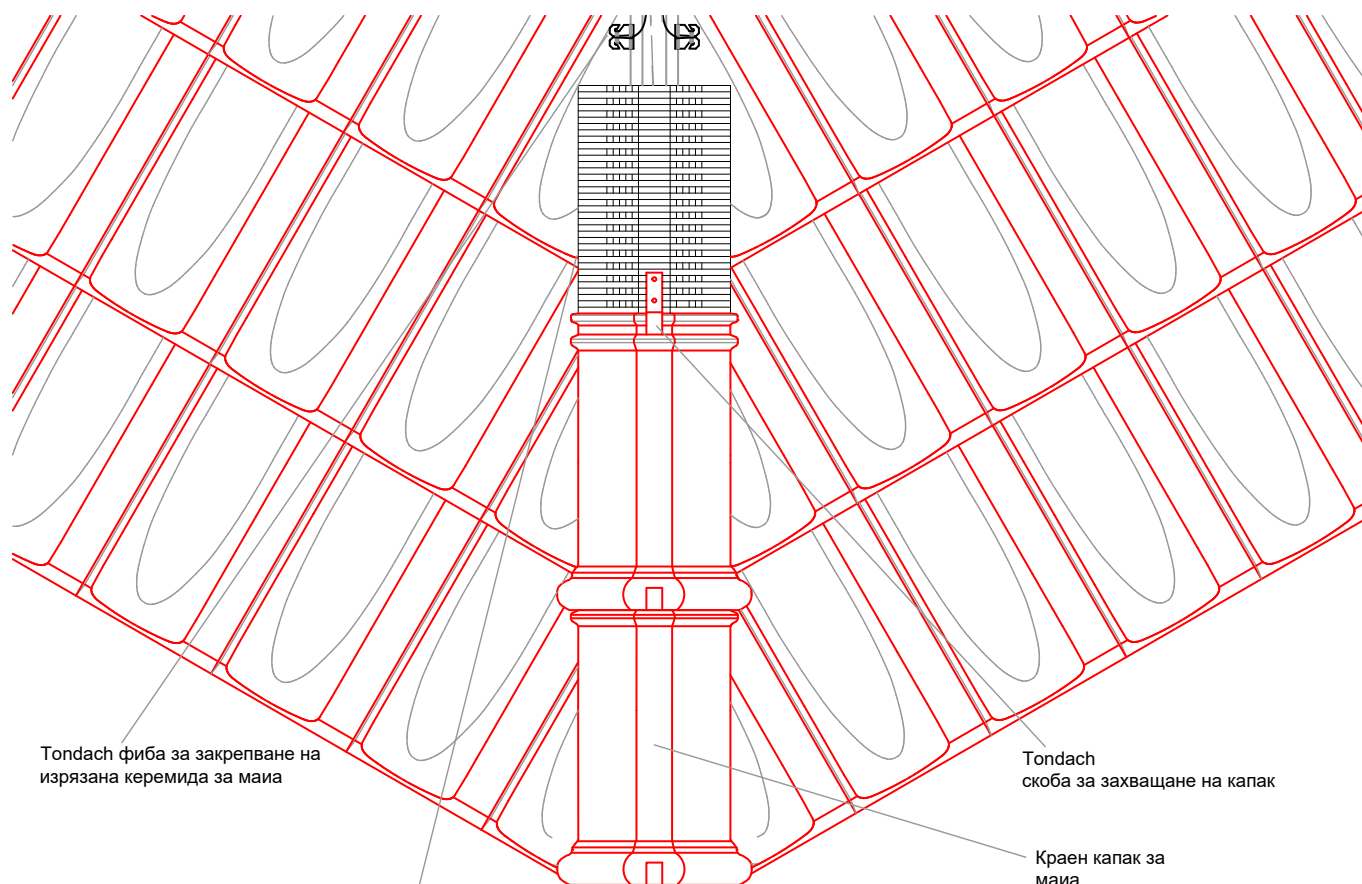 Tondach фиба за закрепване на
изрязана керемида за маиа
Tondach
скоба за захващане на капак
Краен капак за
маиа